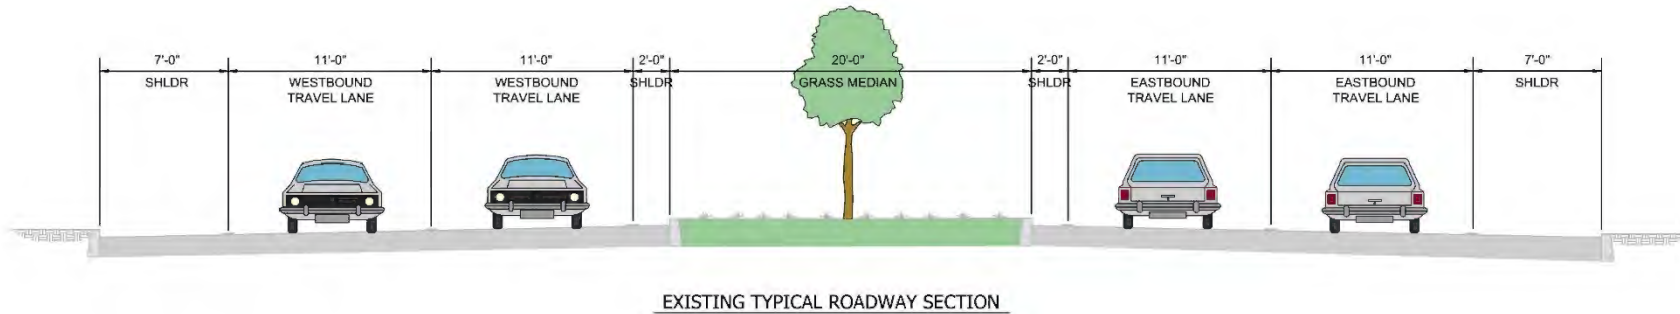 7'-0" 11'-0" 11'-0" 2'-0" 20'-0" 2'-0" 11'-0" 11'-0" 7'-0"
SHLDR WESTBOUND WESTBOUND SHLDR GRASS MEDIAN SHLDR EASTBOUND EASTBOUND SHLDR
TRAVEL LANE TRAVEL LANE TRAVEL LANE TRAVEL LANE
EXISTING TYPICAL ROADWAY SECTION